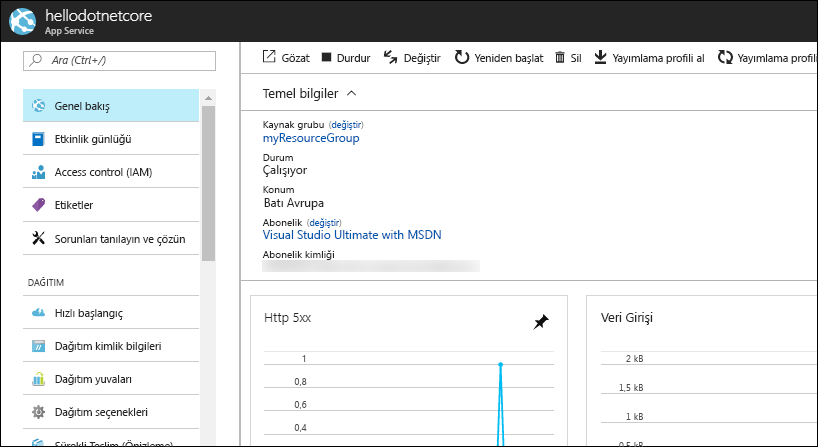 hellodotnetcore
App Service
Ara (Ctrl+/)
Genel bakış
Etkinlik günlüğü
Access control (IAM)
Etiketler
Sorunları tanılayın ve çözün
DAĞITIM
Hızlı başlangıç
Dağıtım kimlik bilgileri
Dağıtım yuvaları
Dağıtım seçenekleri
Sürekli Teslim (Önizleme)
Gözat Durdur Değiştir Yeniden başlat Sil Yayımlama profili al Yayımlama profili
Temel bilgiler
Kaynak grubu (değiştir)
myResourceGroup
Durum
Çalışıyor
Konum
Batı Avrupa
Abonelik (değiştir)
Visual Studio Ultimate with MSDN
Abonelik kimliği
Http 5xx
1
0,8
0,6
0,4
Veri Girişi
2 kB
1,5 kB
1 kB
0,5 kB